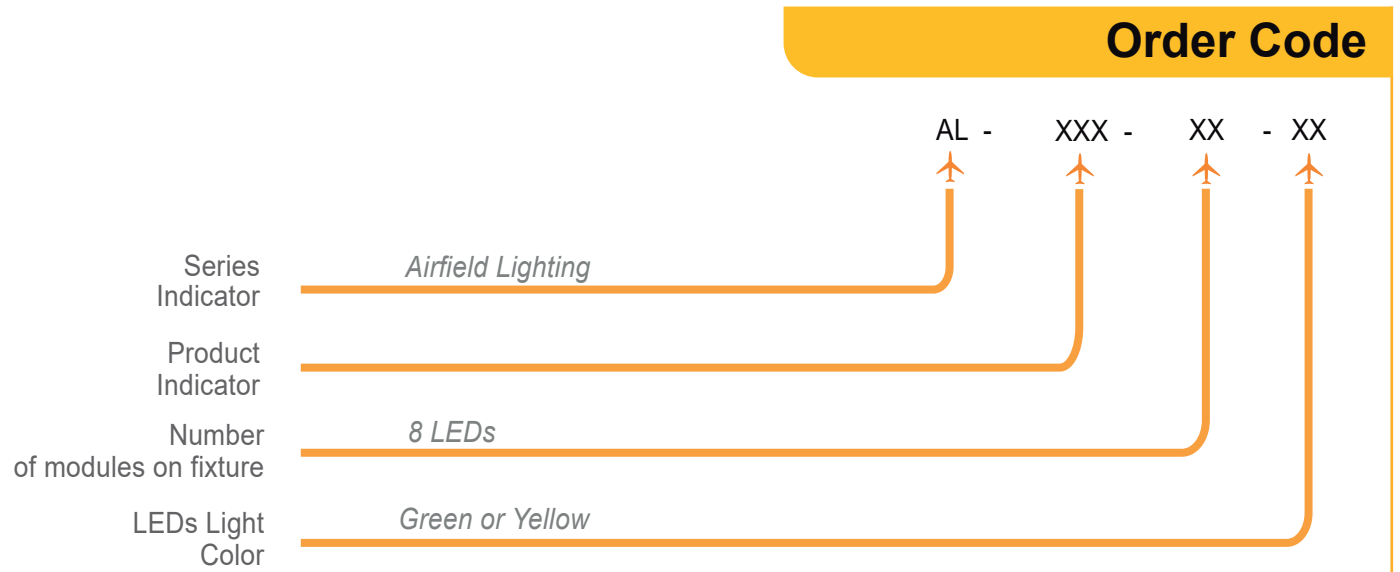 Order Code
AL - XXX - XX - XX
Series
Indicator
Airfield Lighting
Product
Indicator
Number
of modules on fixture
8 LEDs
LEDs Light
Color
Green or Yellow